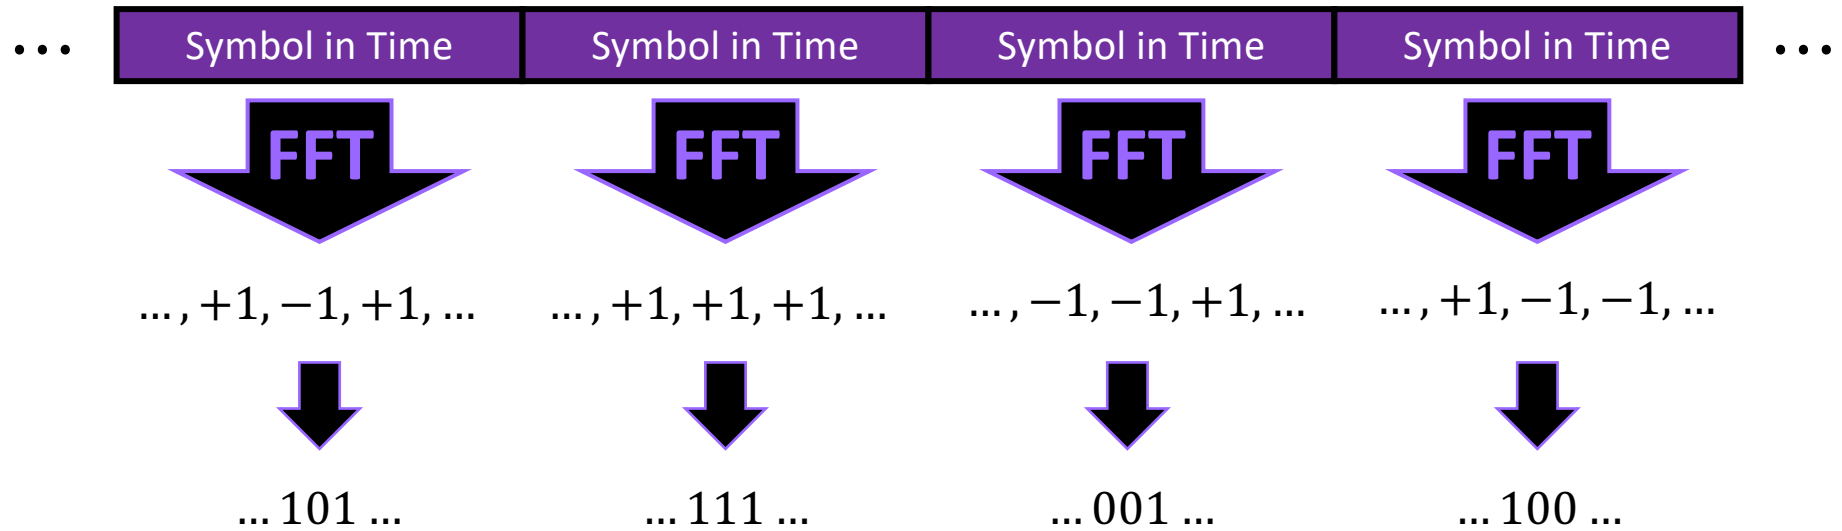 ... Symbol in Time Symbol in Time Symbol in Time Symbol in Time ...
FFT FFT FFT FFT
..., +1, −1, +1, ... ..., +1, +1, +1, ... ..., −1, −1, +1, ... ..., +1, −1, −1, ...
... 101 ... ... 111 ... ... 001 ... ... 100 ...